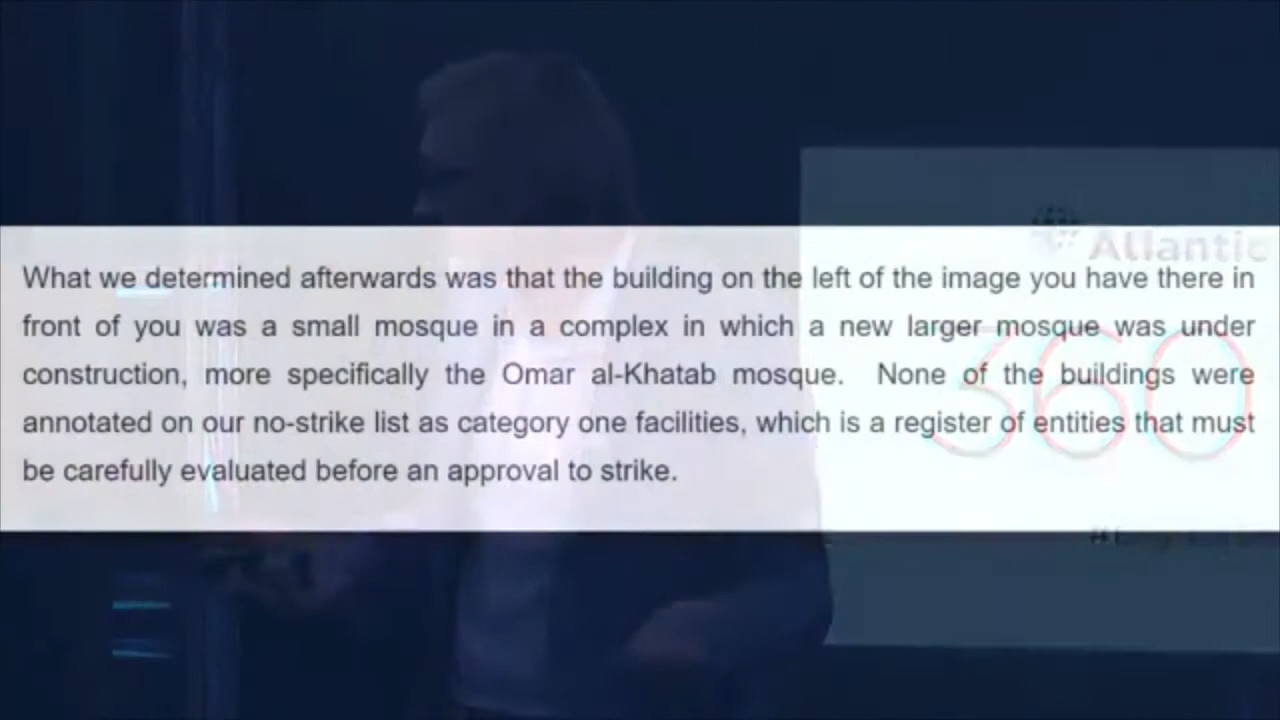 Atlantic
What we determined afterwards was that the building on the left of the image you have there in
front of you was a small mosque in a complex in which a new larger mosque was under
construction, more specifically the Omar al-Khatab mosque.  None of the buildings were
annotated on our no-strike list as category one facilities, which is a register of entities that must
be carefully evaluated before an approval to strike.
360